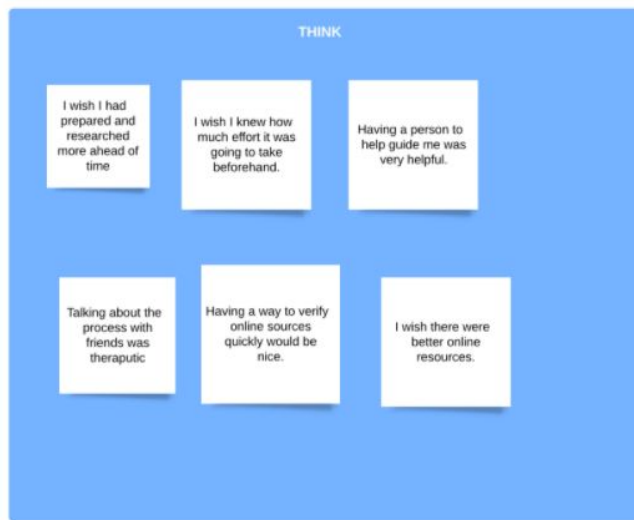 THINK
I wish I had
prepared and
researched
more ahead of
time
I wish I knew how
much effort it was
going to take
beforehand.
Having a person to
help guide me was
very helpful.
Talking about the
process with
friends was
theraputic
Having a way to verify
online sources
quickly would be
nice.
I wish there were
better online
resources.